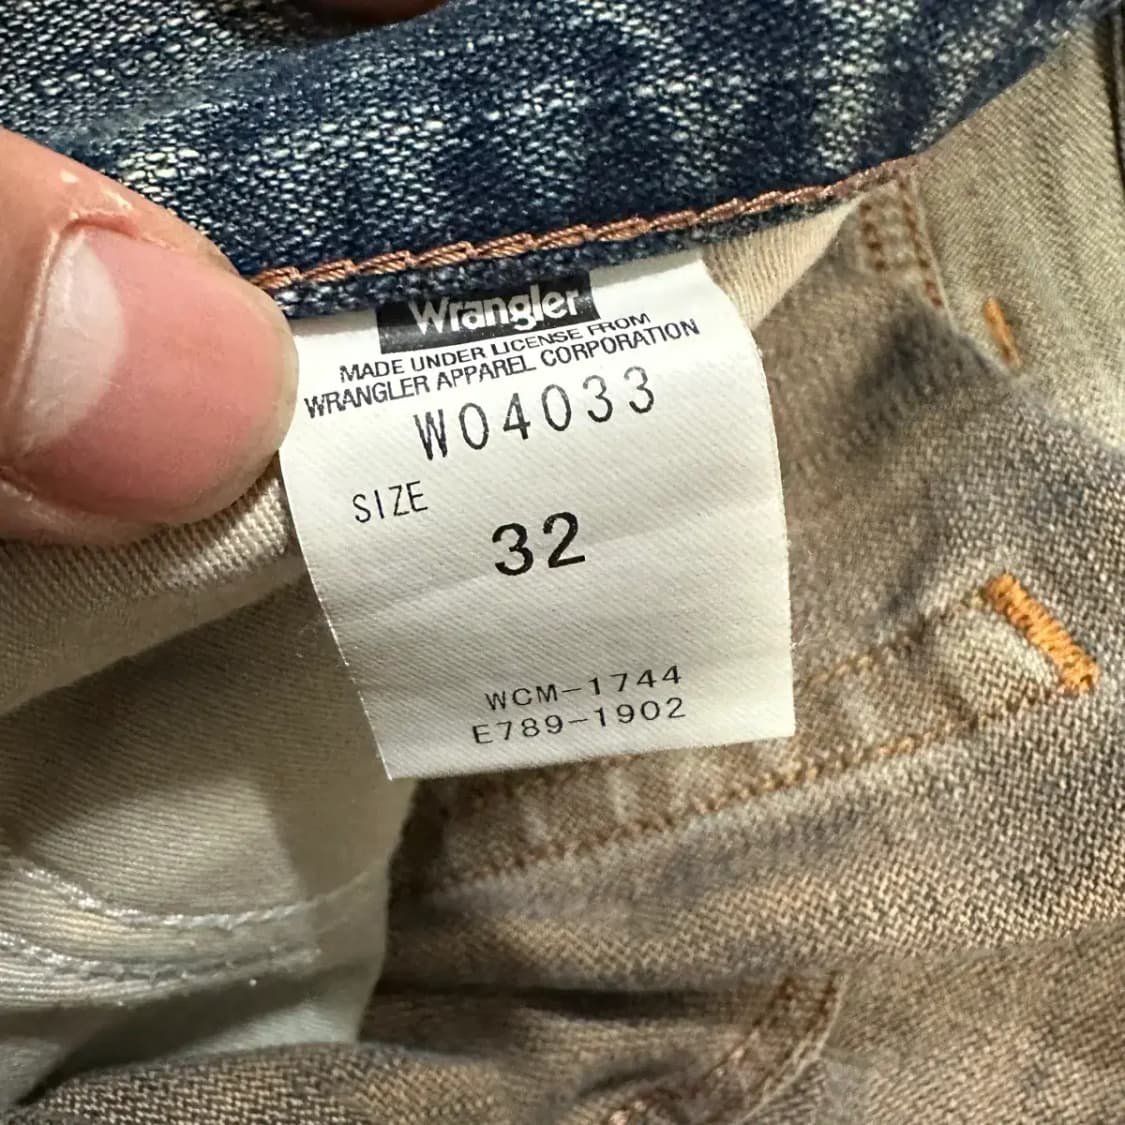 Wrangler
MADE UNDER LICENSE FROM
WRANGLER APPAREL CORPORATION
W04033
SIZE
32
WCM-1744
E789-1902